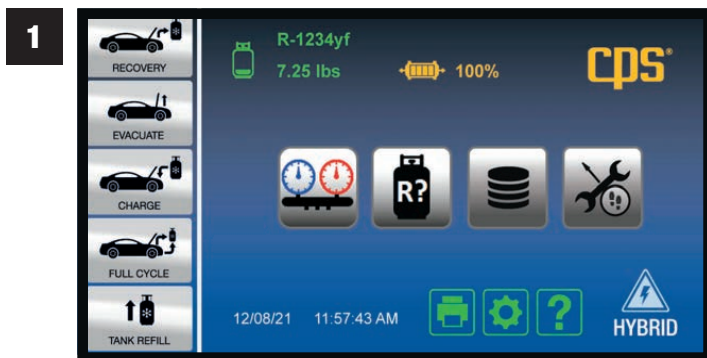 1
RECOVERY
EVACUATE
CHARGE
FULL CYCLE
TANK REFILL
R-1234yf
7.25 lbs
100%
cps®
R?
12/08/21 11:57:43 AM
?
HYBRID